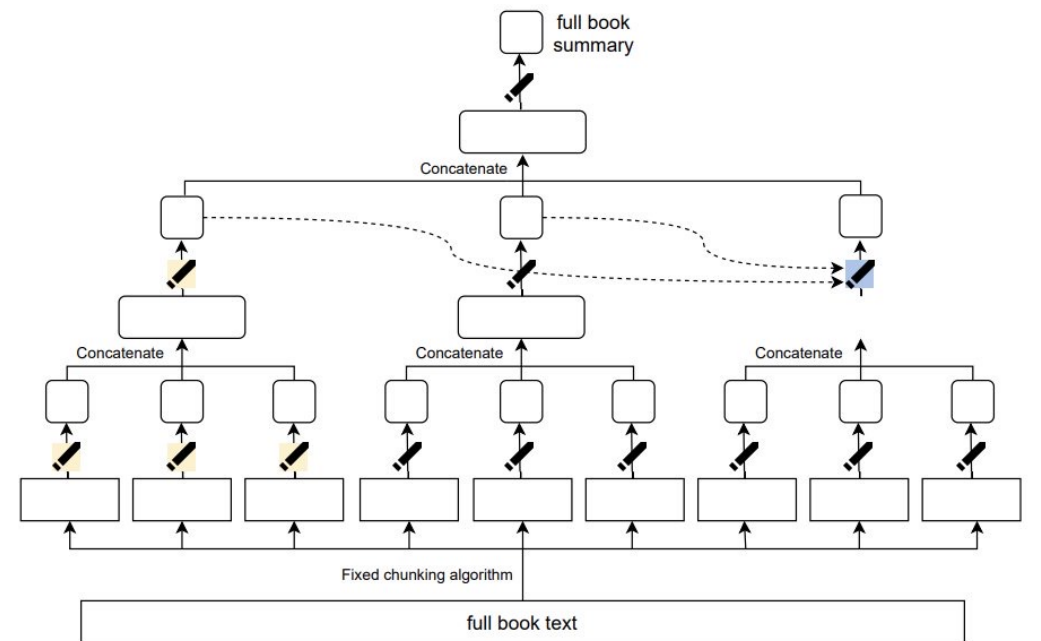 full book
summary
Concatenate
Concatenate
Concatenate
Concatenate
Fixed chunking algorithm
full book text